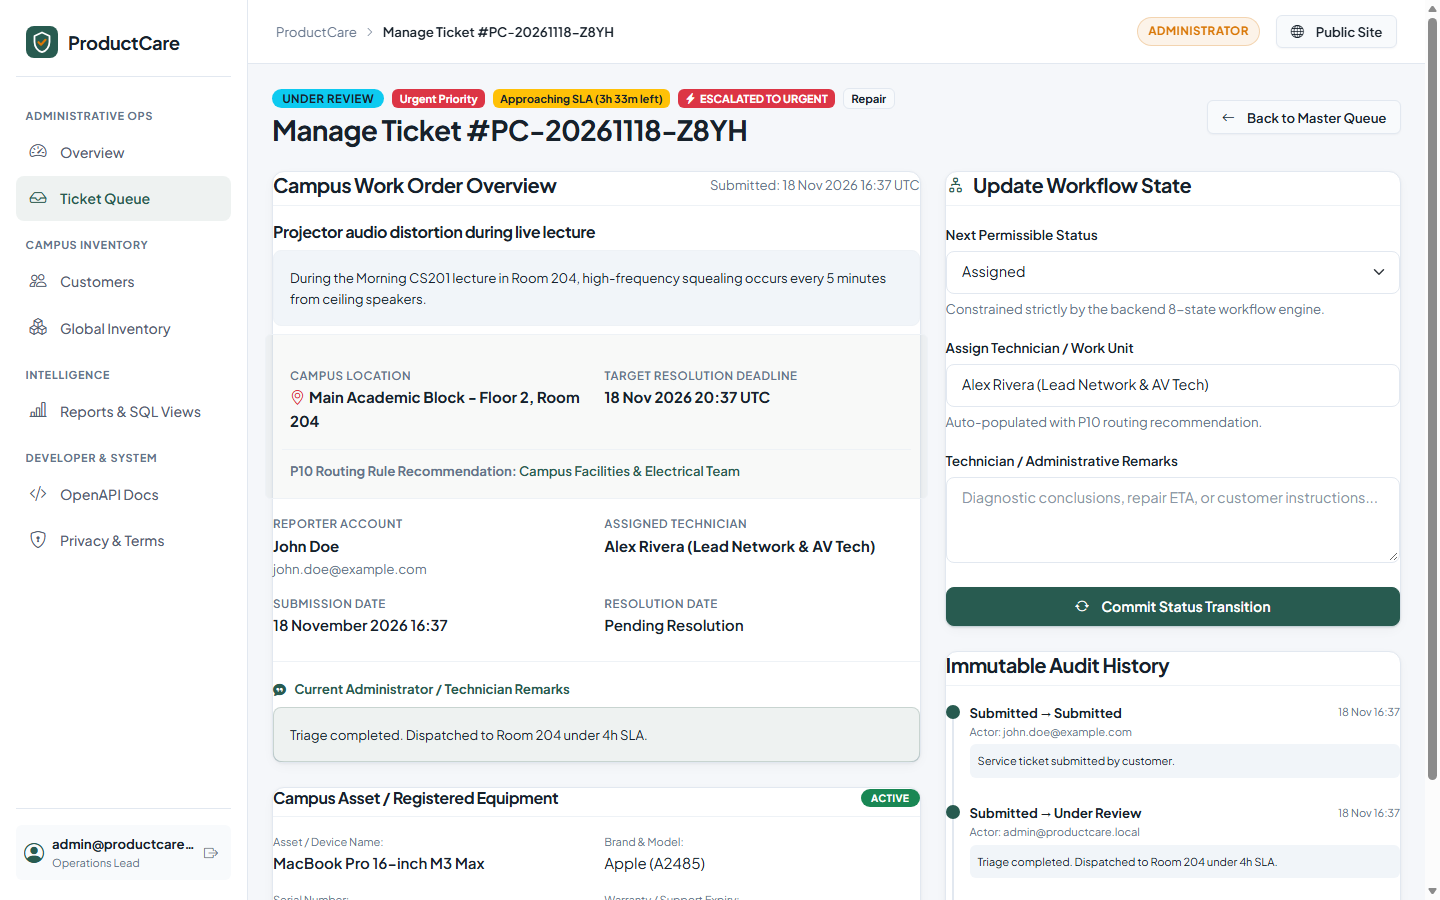 ProductCare
ADMINISTRATIVE OPS
Overview
Ticket Queue
CAMPUS INVENTORY
Customers
Global Inventory
INTELLIGENCE
Reports & SQL Views
DEVELOPER & SYSTEM
OpenAPI Docs
Privacy & Terms
admin@productcare...
Operations Lead
ProductCare > Manage Ticket #PC-20261118-Z8YH
ADMINISTRATOR
Public Site
UNDER REVIEW
Urgent Priority
Approaching SLA (3h 33m left)
ESCALATED TO URGENT
Repair
Manage Ticket #PC-20261118-Z8YH
Back to Master Queue
Campus Work Order Overview
Submitted: 18 Nov 2026 16:37 UTC
Projector audio distortion during live lecture
During the Morning CS201 lecture in Room 204, high-frequency squealing occurs every 5 minutes
from ceiling speakers.
CAMPUS LOCATION
Main Academic Block - Floor 2, Room
204
TARGET RESOLUTION DEADLINE
18 Nov 2026 20:37 UTC
P10 Routing Rule Recommendation: Campus Facilities & Electrical Team
REPORTER ACCOUNT
John Doe
john.doe@example.com
ASSIGNED TECHNICIAN
Alex Rivera (Lead Network & AV Tech)
SUBMISSION DATE
18 November 2026 16:37
RESOLUTION DATE
Pending Resolution
Current Administrator / Technician Remarks
Triage completed. Dispatched to Room 204 under 4h SLA.
Campus Asset / Registered Equipment
ACTIVE
Asset / Device Name:
MacBook Pro 16-inch M3 Max
Brand & Model:
Apple (A2485)
Serial Number:
Warranty / Support Expiry:
Update Workflow State
Next Permissible Status
Assigned
Constrained strictly by the backend 8-state workflow engine.
Assign Technician / Work Unit
Alex Rivera (Lead Network & AV Tech)
Auto-populated with P10 routing recommendation.
Technician / Administrative Remarks
Diagnostic conclusions, repair ETA, or customer instructions...
Commit Status Transition
Immutable Audit History
Submitted → Submitted
18 Nov 16:37
Actor: john.doe@example.com
Service ticket submitted by customer.
Submitted → Under Review
18 Nov 16:37
Actor: admin@productcare.local
Triage completed. Dispatched to Room 204 under 4h SLA.